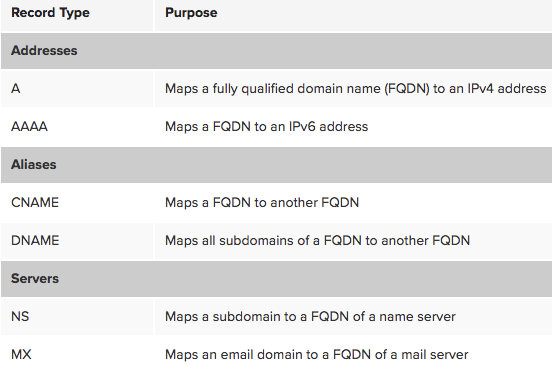 Record Type Purpose
Addresses
A Maps a fully qualified domain name (FQDN) to an IPv4 address
AAAA Maps a FQDN to an IPv6 address
Aliases
CNAME Maps a FQDN to another FQDN
DNAME Maps all subdomains of a FQDN to another FQDN
Servers
NS Maps a subdomain to a FQDN of a name server
MX Maps an email domain to a FQDN of a mail server